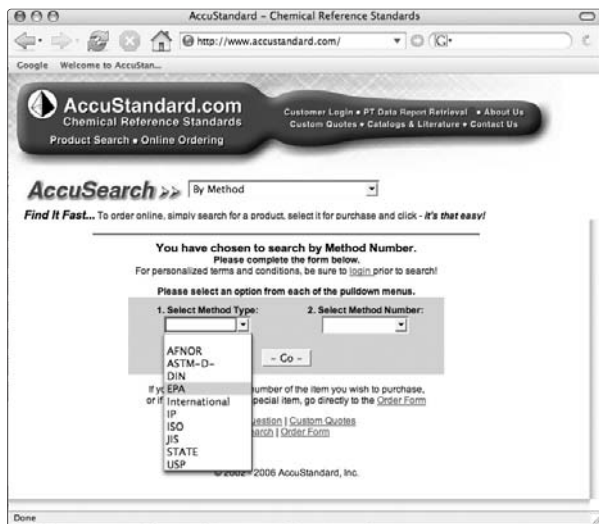 AccuStandard – Chemical Reference Standards
http://www.accustandard.com/
G
Google Welcome to AccuStan...
AccuStandard.com
Chemical Reference Standards
Product Search • Online Ordering
Customer Login • PT Data Report Retrieval • About Us
Custom Quotes • Catalogs & Literature • Contact Us
AccuSearch >> By Method
Find It Fast... To order online, simply search for a product, select it for purchase and click - it's that easy!
You have chosen to search by Method Number.
Please complete the form below.
For personalized terms and conditions, be sure to login prior to search!
Please select an option from each of the pulldown menus.
1. Select Method Type: 2. Select Method Number:
AFNOR
ASTM-D-
DIN
EPA
International
IP
ISO
JIS
STATE
USP
- Go -
If umber of the item you wish to purchase,
or if pecial item, go directly to the Order Form
uestion | Custom Quotes
earch | Order Form
© 2002 - 2006 AccuStandard, Inc.
Done